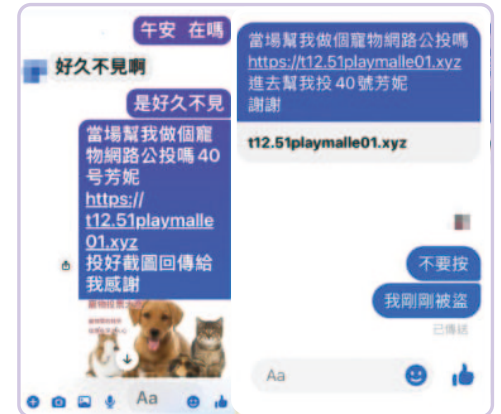 午安 在嗎
好久不見啊
是好久不見
當場幫我做個寵
物網路公投嗎 40
号芳妮
https://
t12.51playmalle
01.xyz
投好截圖回傳給
我感謝
Aa
當場幫我做個寵物網路公投嗎
https://t12.51playmalle01.xyz
進去幫我投 40 號芳妮
謝謝
t12.51playmalle01.xyz
不要按
我剛剛被盜
已傳送
Aa